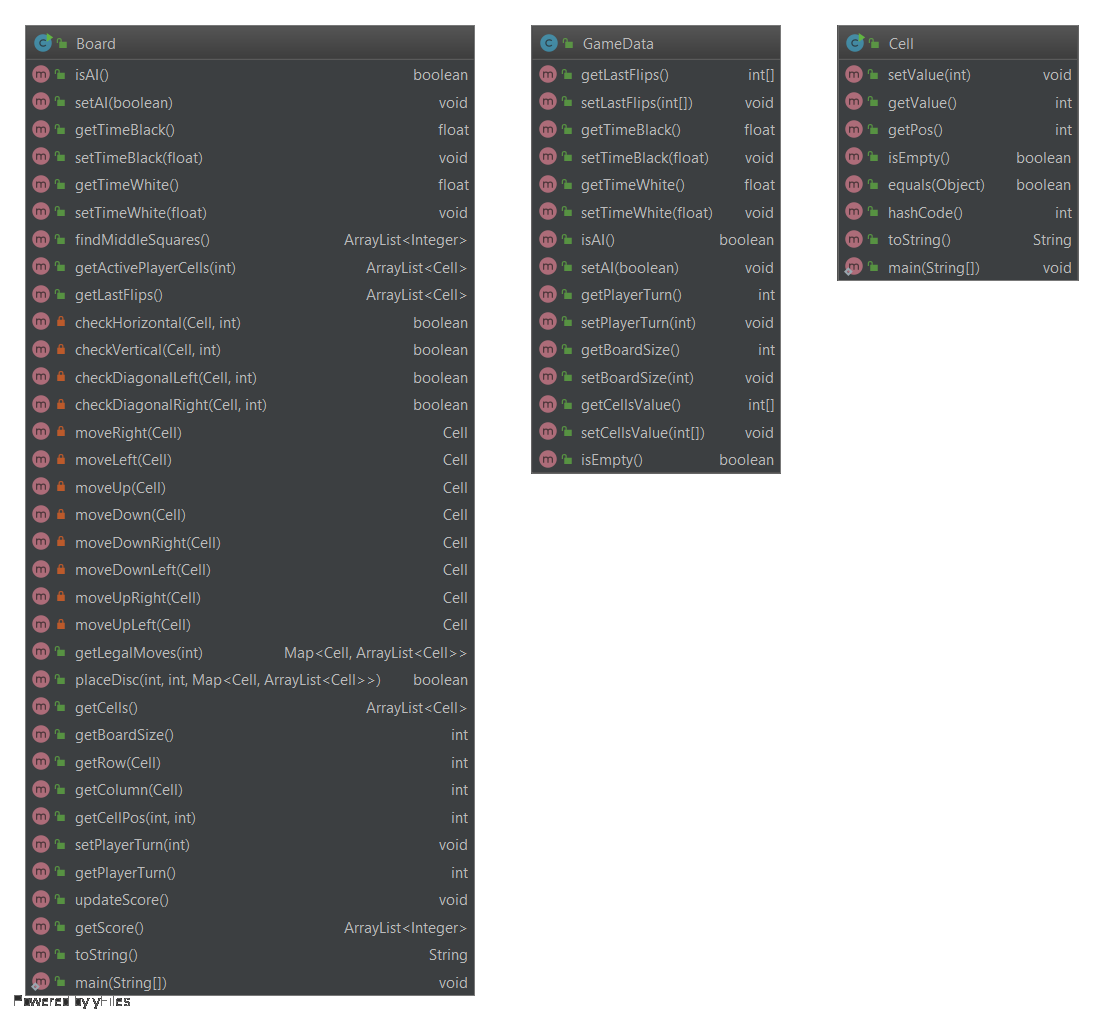 Board
isAI() boolean
setAI(boolean) void
getTimeBlack() float
setTimeBlack(float) void
getTimeWhite() float
setTimeWhite(float) void
findMiddleSquares() ArrayList<Integer>
getActivePlayerCells(int) ArrayList<Cell>
getLastFlips() ArrayList<Cell>
checkHorizontal(Cell, int) boolean
checkVertical(Cell, int) boolean
checkDiagonalLeft(Cell, int) boolean
checkDiagonalRight(Cell, int) boolean
moveRight(Cell) Cell
moveLeft(Cell) Cell
moveUp(Cell) Cell
moveDown(Cell) Cell
moveDownRight(Cell) Cell
moveDownLeft(Cell) Cell
moveUpRight(Cell) Cell
moveUpLeft(Cell) Cell
getLegalMoves(int) Map<Cell, ArrayList<Cell>>
placeDisc(int, int, Map<Cell, ArrayList<Cell>>) boolean
getCells() ArrayList<Cell>
getBoardSize() int
getRow(Cell) int
getColumn(Cell) int
getCellPos(int, int) int
setPlayerTurn(int) void
getPlayerTurn() int
updateScore() void
getScore() ArrayList<Integer>
toString() String
main(String[]) void
Powered by yFiles
GameData
getLastFlips() int[]
setLastFlips(int[]) void
getTimeBlack() float
setTimeBlack(float) void
getTimeWhite() float
setTimeWhite(float) void
isAI() boolean
setAI(boolean) void
getPlayerTurn() int
setPlayerTurn(int) void
getBoardSize() int
setBoardSize(int) void
getCellsValue() int[]
setCellsValue(int[]) void
isEmpty() boolean
Cell
setValue(int) void
getValue() int
getPos() int
isEmpty() boolean
equals(Object) boolean
hashCode() int
toString() String
main(String[]) void